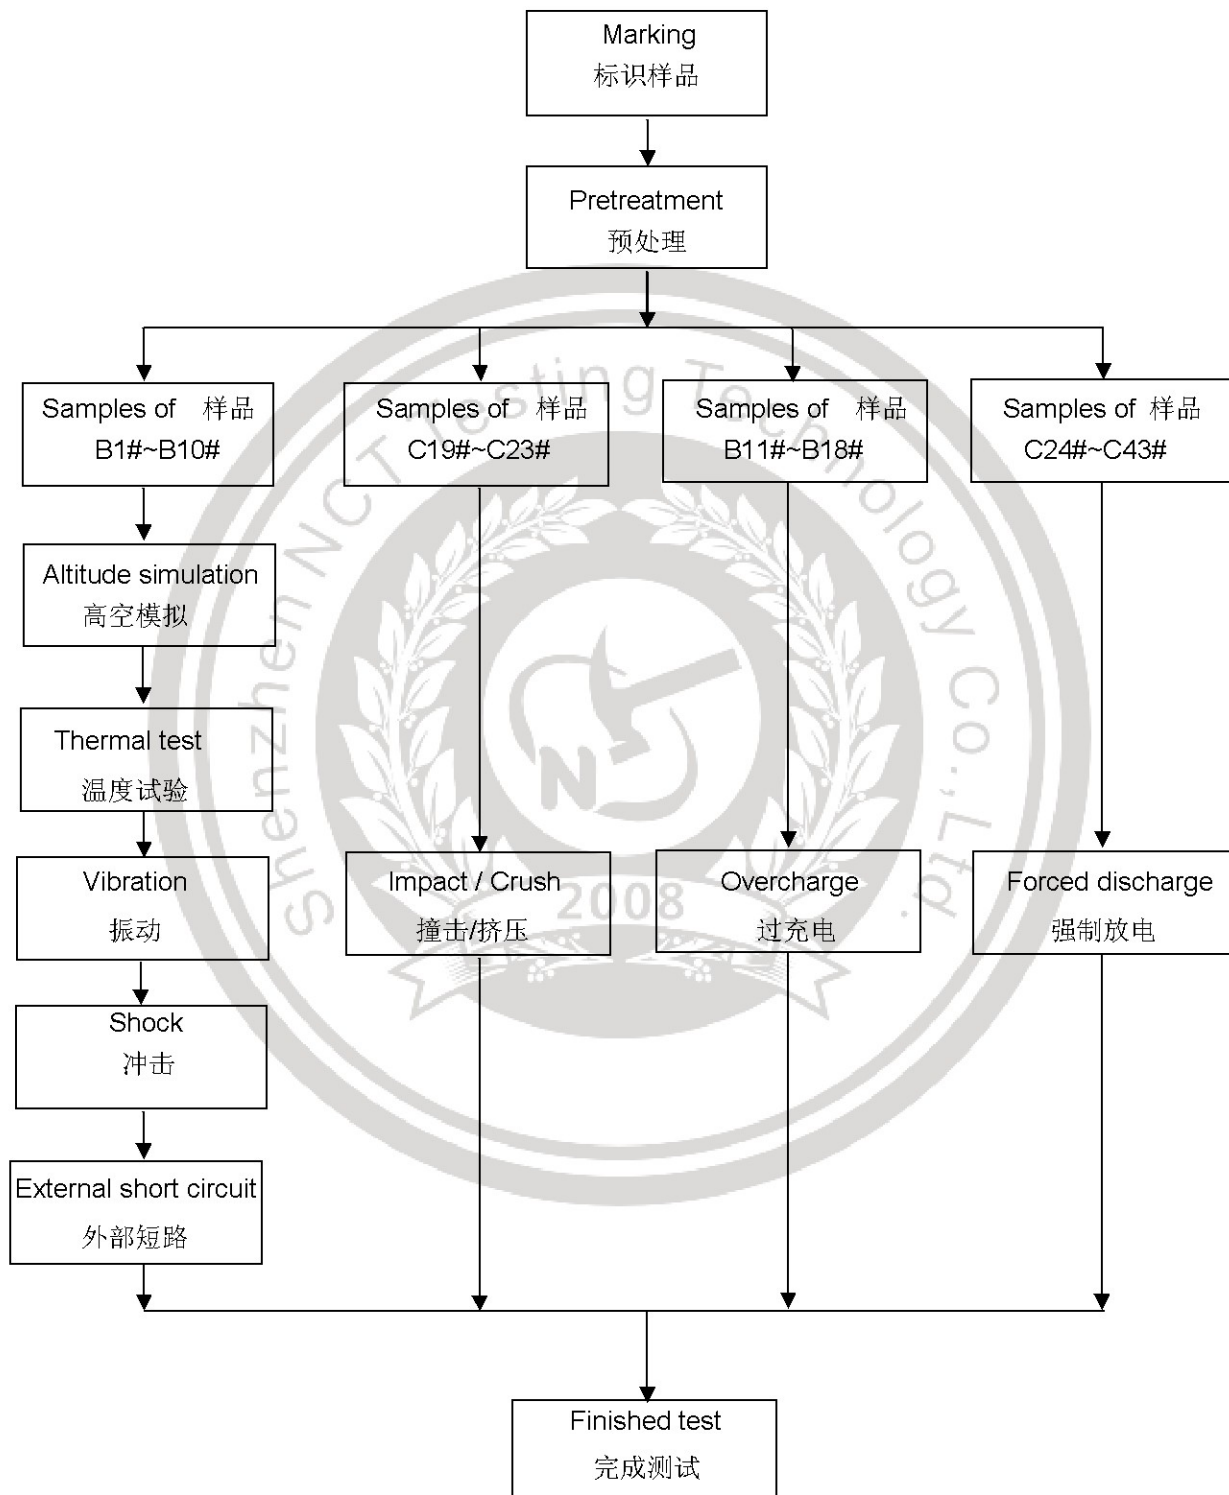 Marking
标识样品
Pretreatment
预处理
Samples of 样品
B1#~B10#
Samples of 样品
C19#~C23#
Samples of 样品
B11#~B18#
Samples of 样品
C24#~C43#
Altitude simulation
高空模拟
Thermal test
温度试验
Vibration
振动
Impact / Crush
撞击/挤压
Overcharge
过充电
Forced discharge
强制放电
Shock
冲击
External short circuit
外部短路
Finished test
完成测试
Shenzhen NCT Testing Technology Co.,Ltd.
N
2008